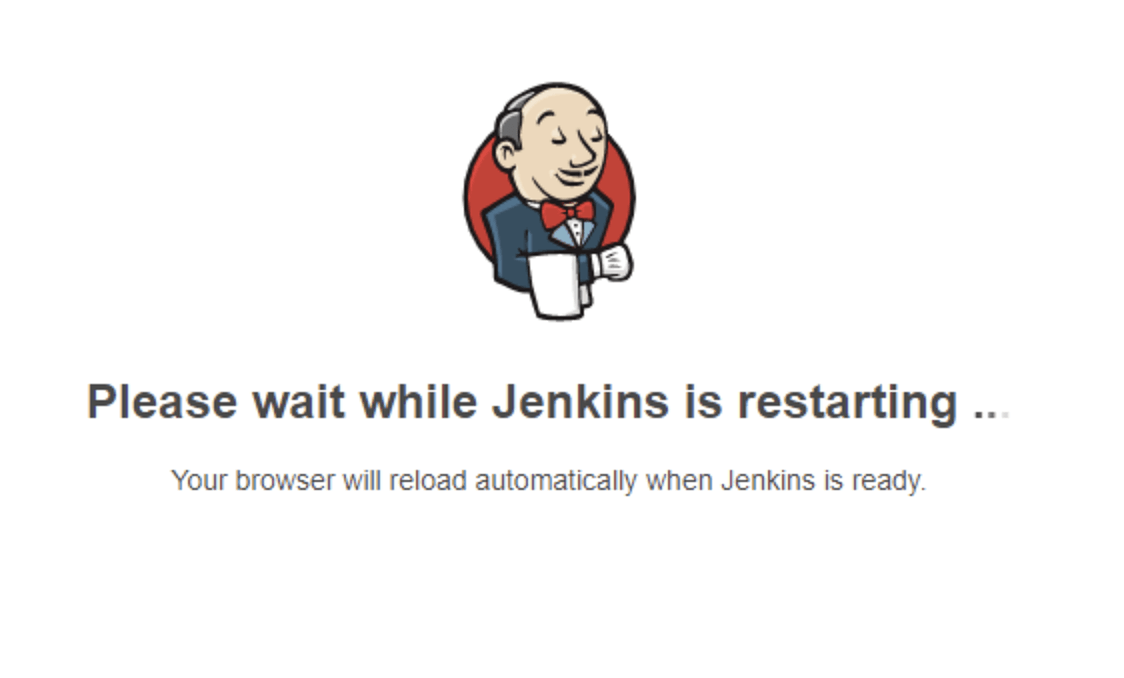 Please wait while Jenkins is restarting ...
Your browser will reload automatically when Jenkins is ready.